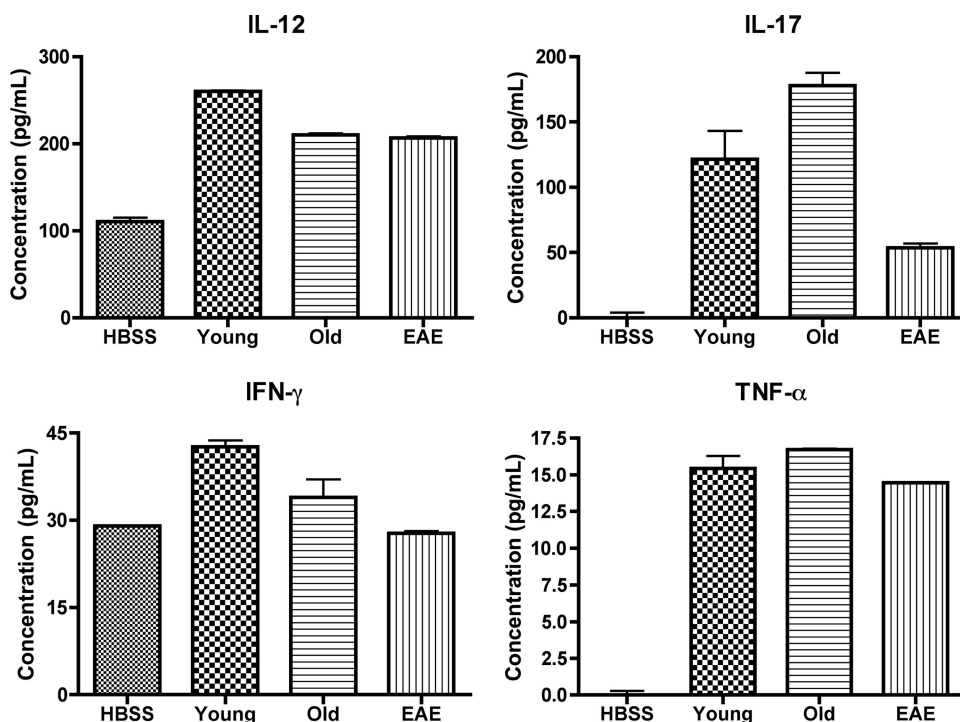 IL-12
Concentration (pg/mL)
300
200
100
0
HBSS Young Old EAE
IL-17
Concentration (pg/mL)
200
150
100
50
0
HBSS Young Old EAE
IFN-γ
Concentration (pg/mL)
45
30
15
0
HBSS Young Old EAE
TNF-α
Concentration (pg/mL)
17.5
15.0
12.5
10.0
7.5
5.0
2.5
0.0
HBSS Young Old EAE